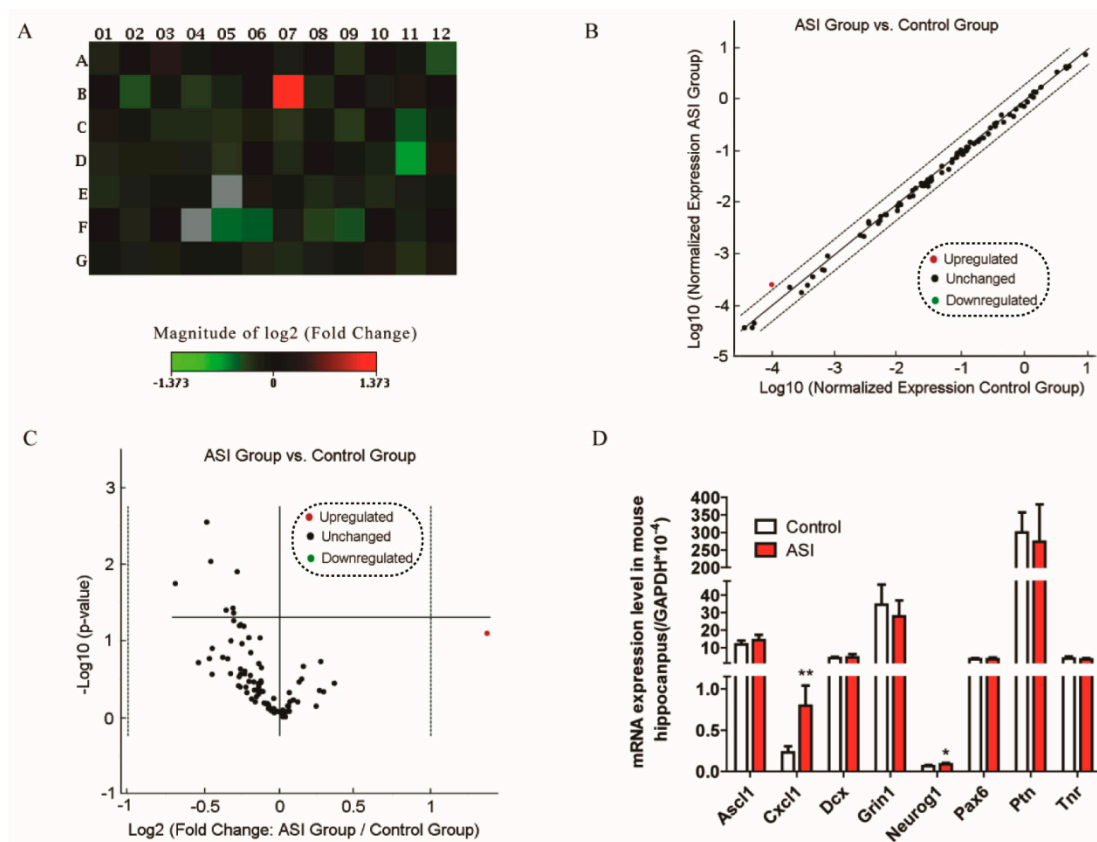 A
01 02 03 04 05 06 07 08 09 10 11 12
A
B
C
D
E
F
G
Magnitude of log2 (Fold Change)
-1.373 0 1.373
B
ASI Group vs. Control Group
Log10 (Normalized Expression ASI Group)
1
0
-1
-2
-3
-4
-5
Upregulated
Unchanged
Downregulated
-4 -3 -2 -1 0 1
Log10 (Normalized Expression Control Group)
C
ASI Group vs. Control Group
-Log10 (p-value)
3
2
1
0
-1
Upregulated
Unchanged
Downregulated
-1 -0.5 0 0.5 1
Log2 (Fold Change: ASI Group / Control Group)
D
mRNA expression level in mouse
hippocanpus(/GAPDH*10-4)
400
350
300
250
200
40
30
20
10
1.0
0.5
0.0
Control
ASI
**
*
Ascl1
Cxcl1
Dcx
Grin1
Neurog1
Pax6
Ptn
Tnr